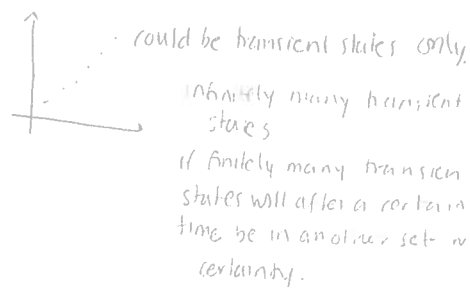 could be transient states only.
infinitely many transient
states
if finitely many transien
states will after a certain
time be in another set w
certainty.